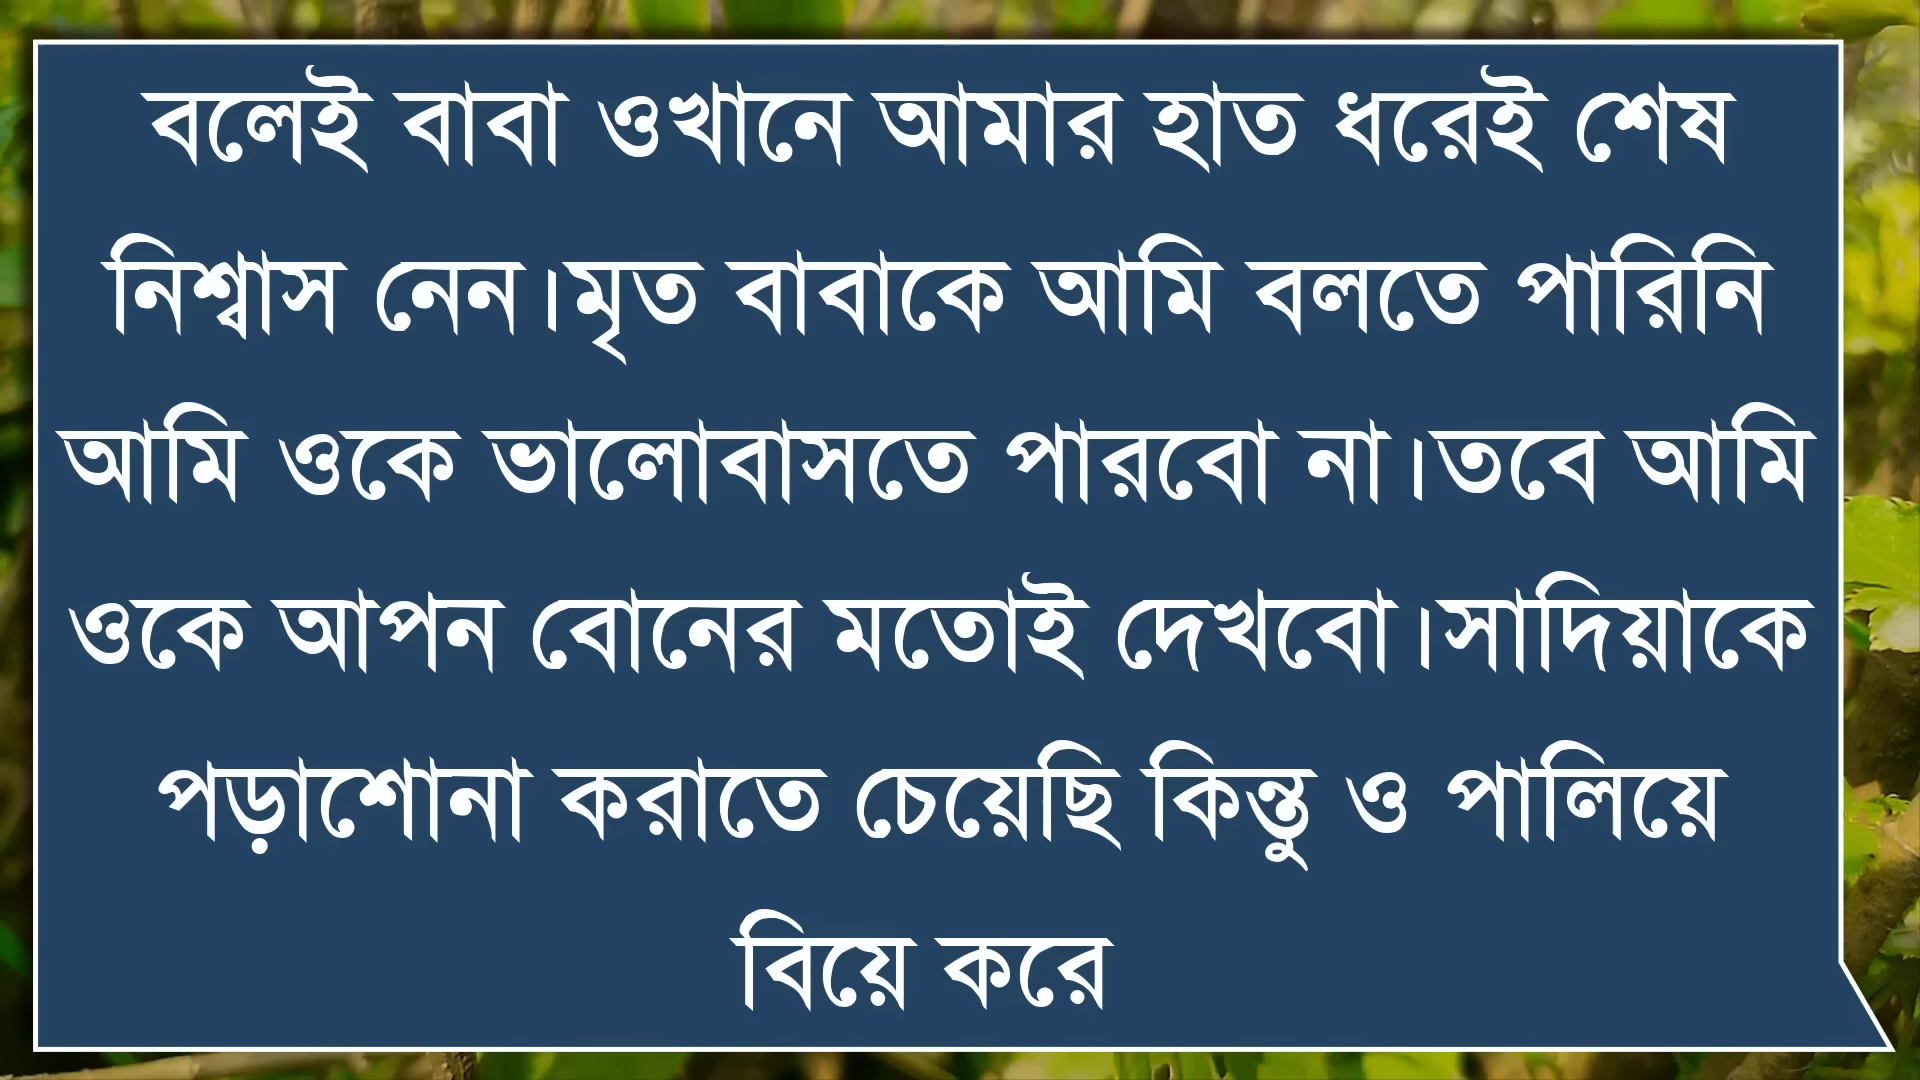 বলেই বাবা ওখানে আমার হাত ধরেই শেষ
নিশ্বাস নেন।মৃত বাবাকে আমি বলতে পারিনি
আমি ওকে ভালোবাসতে পারবো না।তবে আমি
ওকে আপন বোনের মতোই দেখবো।সাদিয়াকে
পড়াশোনা করাতে চেয়েছি কিন্তু ও পালিয়ে
বিয়ে করে